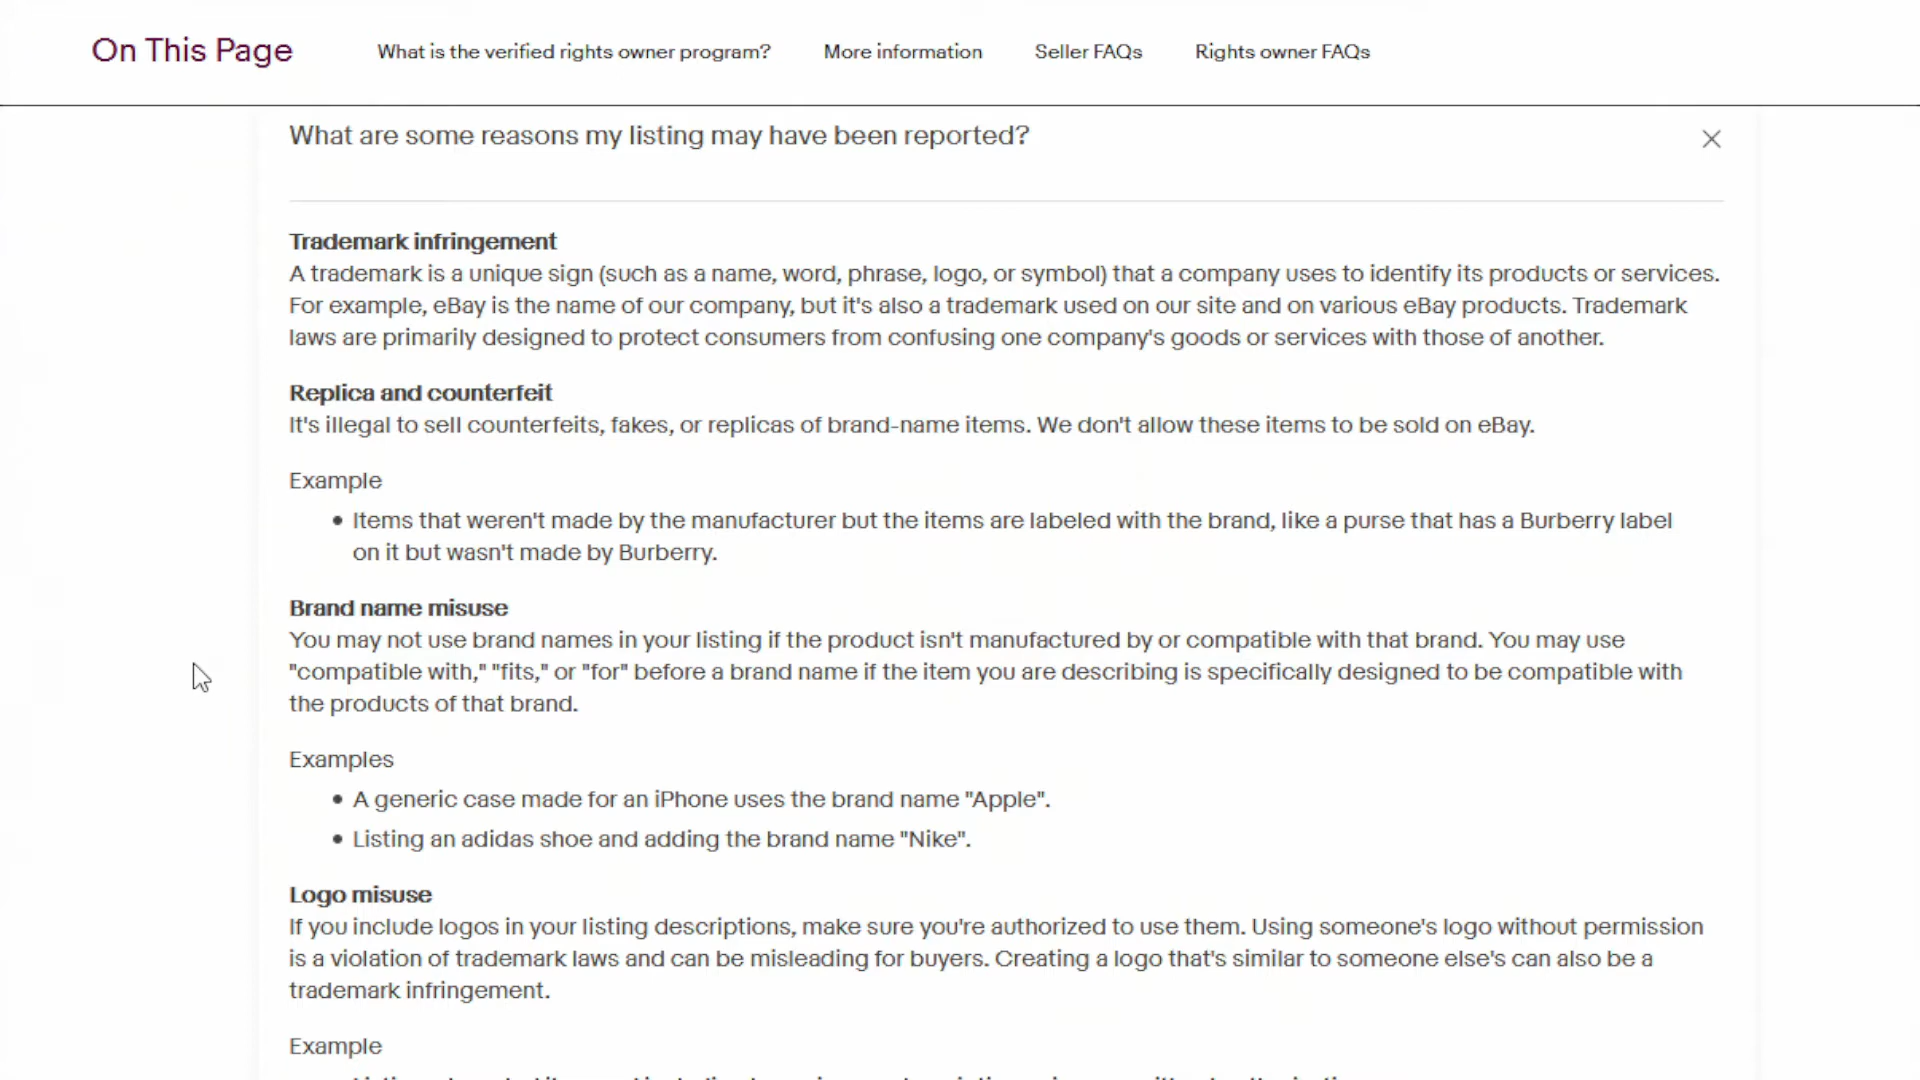 On This Page
What is the verified rights owner program?
More information
Seller FAQs
Rights owner FAQs
What are some reasons my listing may have been reported?
Trademark infringement
A trademark is a unique sign (such as a name, word, phrase, logo, or symbol) that a company uses to identify its products or services.
For example, eBay is the name of our company, but it's also a trademark used on our site and on various eBay products. Trademark
laws are primarily designed to protect consumers from confusing one company's goods or services with those of another.
Replica and counterfeit
It's illegal to sell counterfeits, fakes, or replicas of brand-name items. We don't allow these items to be sold on eBay.
Example
• Items that weren't made by the manufacturer but the items are labeled with the brand, like a purse that has a Burberry label
on it but wasn't made by Burberry.
Brand name misuse
You may not use brand names in your listing if the product isn't manufactured by or compatible with that brand. You may use
"compatible with," "fits," or "for" before a brand name if the item you are describing is specifically designed to be compatible with
the products of that brand.
Examples
• A generic case made for an iPhone uses the brand name "Apple".
• Listing an adidas shoe and adding the brand name "Nike".
Logo misuse
If you include logos in your listing descriptions, make sure you're authorized to use them. Using someone's logo without permission
is a violation of trademark laws and can be misleading for buyers. Creating a logo that's similar to someone else's can also be a
trademark infringement.
Example